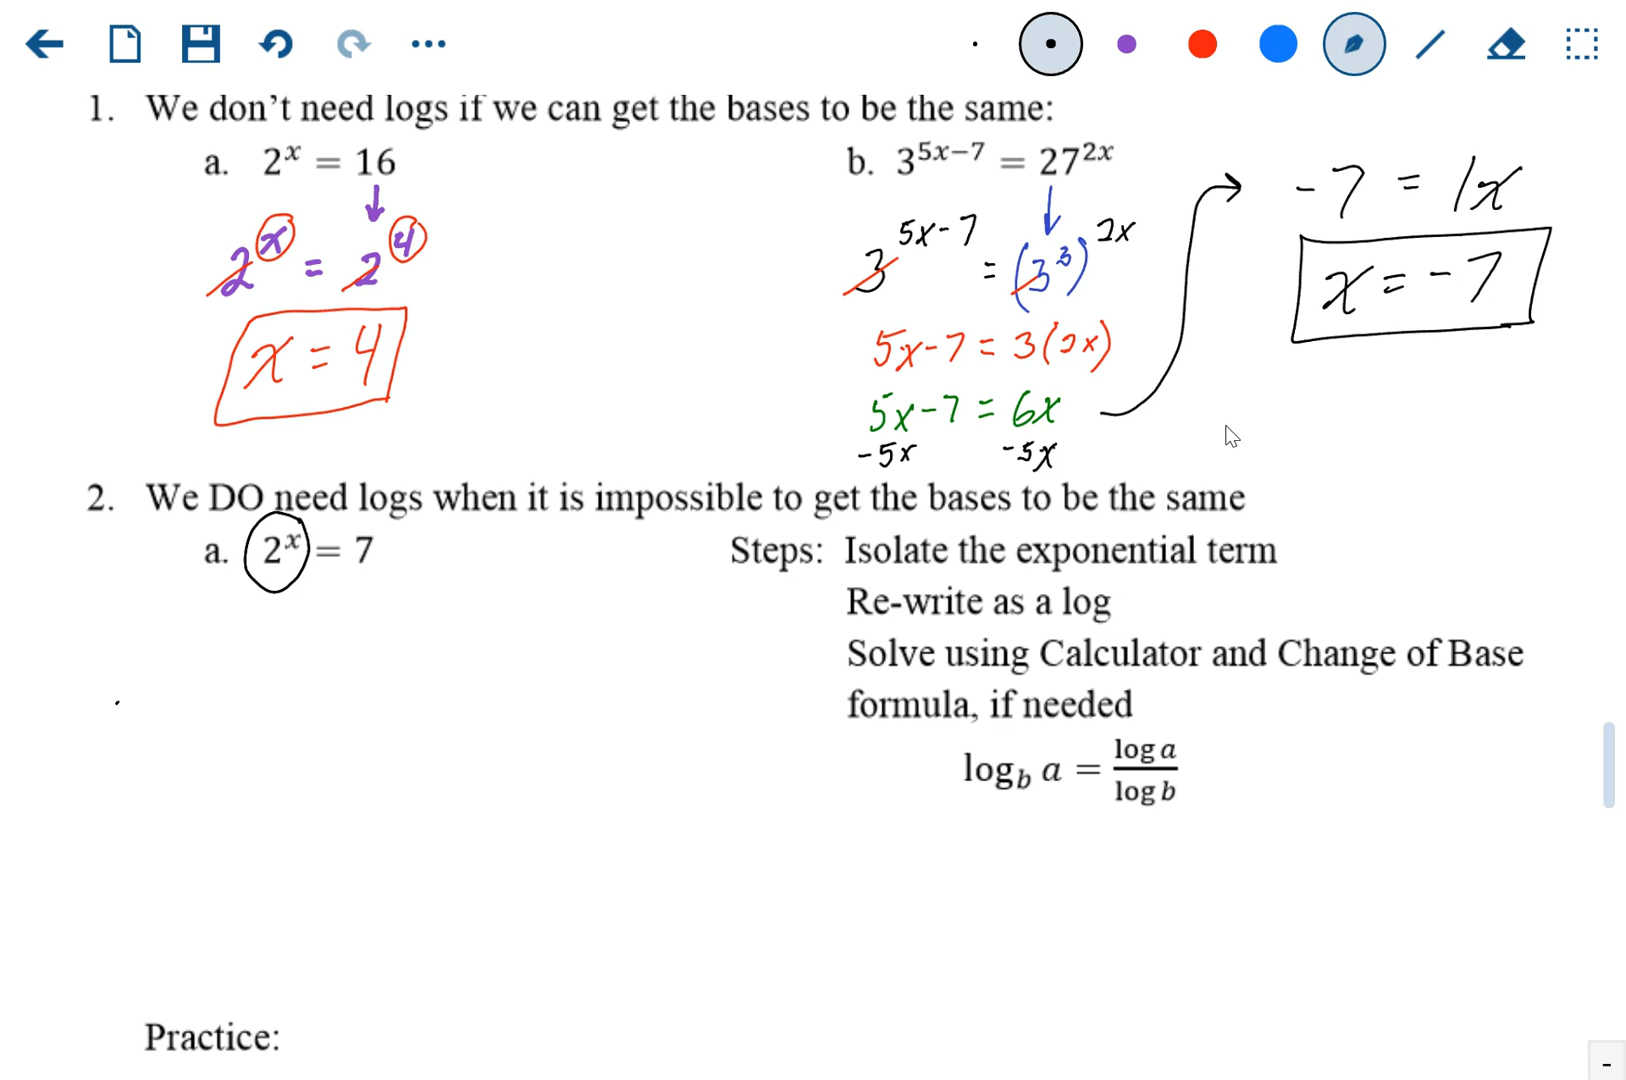 1. We don't need logs if we can get the bases to be the same:
a. 2^x = 16
2^x = 2^4
x = 4
b. 3^{5x-7} = 27^{2x}
3^{5x-7} = (3^3)^{2x}
5x-7 = 3(2x)
5x-7 = 6x
-5x -5x
-7 = 1x
x = -7
2. We DO need logs when it is impossible to get the bases to be the same
a. 2^x = 7
Steps: Isolate the exponential term
Re-write as a log
Solve using Calculator and Change of Base
formula, if needed
log_b a = \frac{log a}{log b}
Practice: